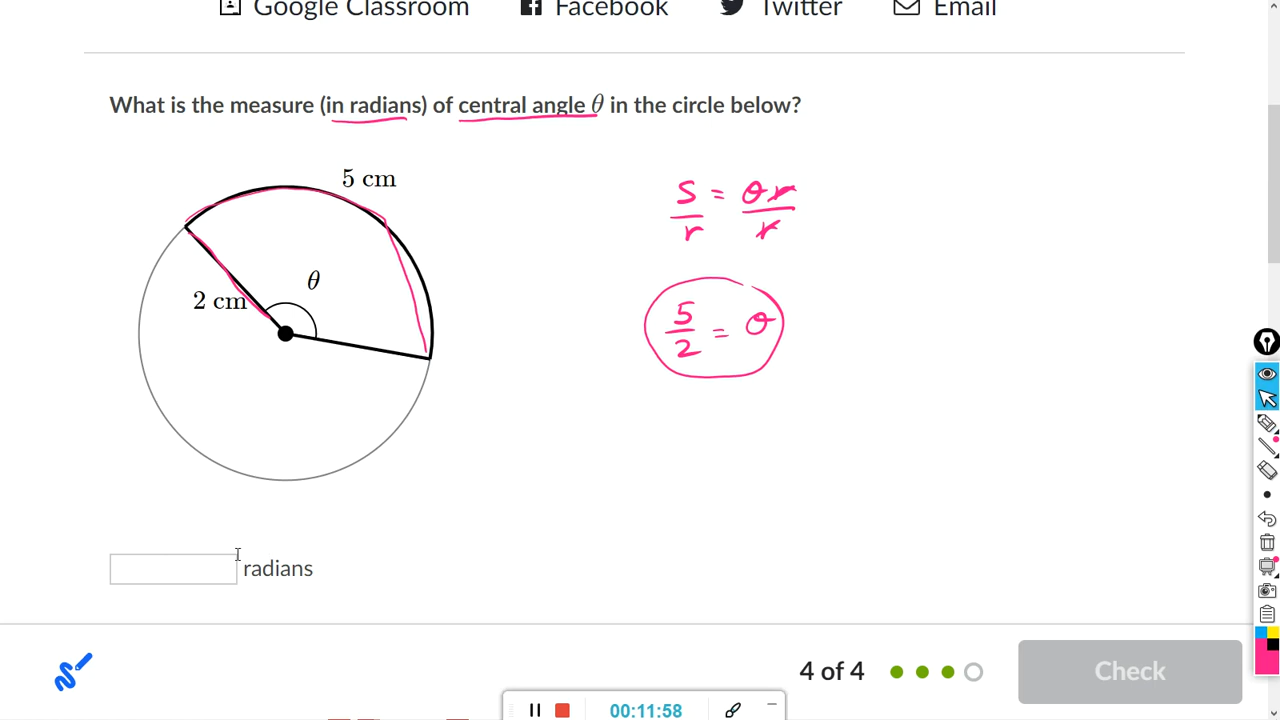 Google Classroom Facebook Twitter Email
What is the measure (in radians) of central angle θ in the circle below?
5 cm
θ
2 cm
s/r = θr/r
5/2 = θ
radians
4 of 4
Check
00:11:58